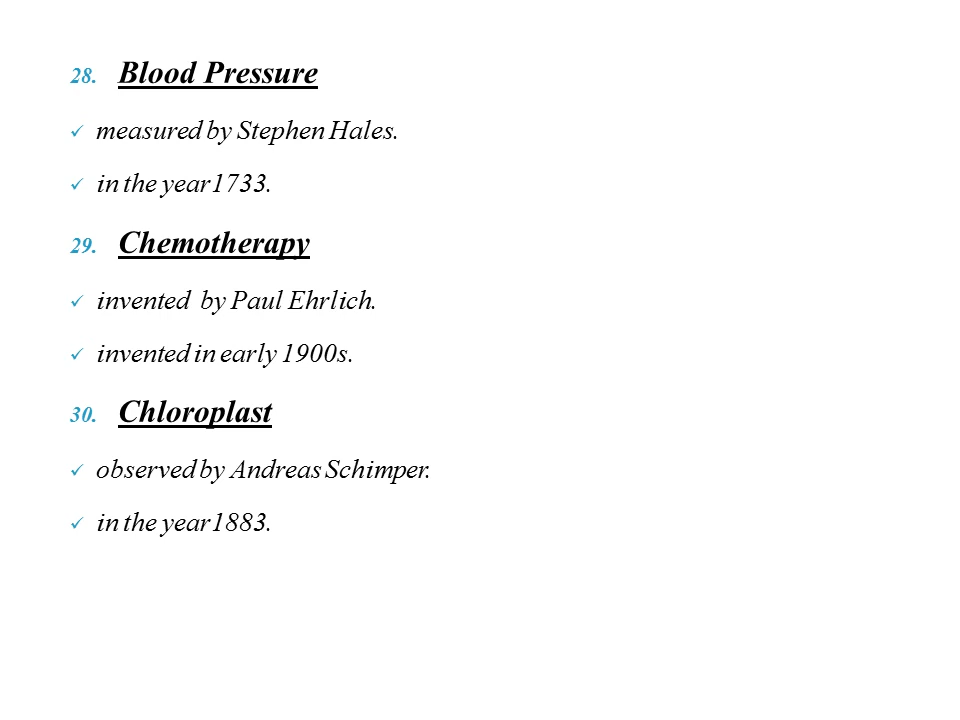 28. Blood Pressure
✓ measured by Stephen Hales.
✓ in the year1733.
29. Chemotherapy
✓ invented by Paul Ehrlich.
✓ invented in early 1900s.
30. Chloroplast
✓ observed by Andreas Schimper.
✓ in the year1883.